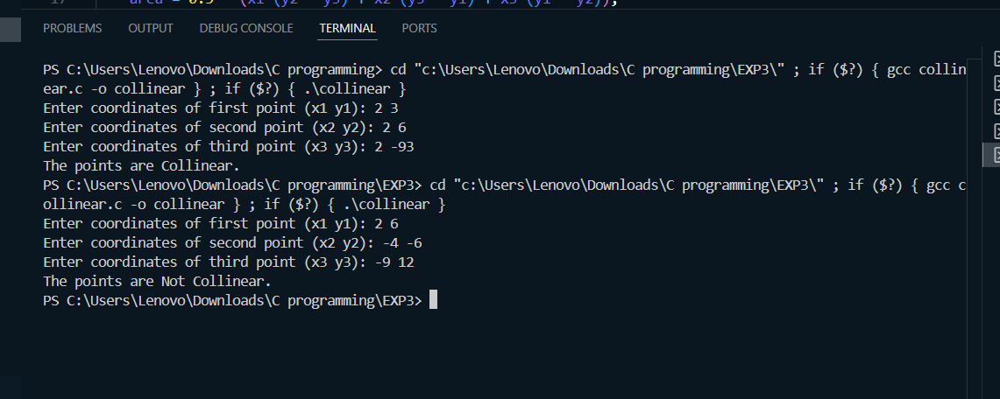 PROBLEMS OUTPUT DEBUG CONSOLE TERMINAL PORTS
PS C:\Users\Lenovo\Downloads\C programming> cd "c:\Users\Lenovo\Downloads\C programming\EXP3\" ; if ($?) { gcc collin
ear.c -o collinear } ; if ($?) { .\collinear }
Enter coordinates of first point (x1 y1): 2 3
Enter coordinates of second point (x2 y2): 2 6
Enter coordinates of third point (x3 y3): 2 -93
The points are Collinear.
PS C:\Users\Lenovo\Downloads\C programming\EXP3> cd "c:\Users\Lenovo\Downloads\C programming\EXP3\" ; if ($?) { gcc c
ollinear.c -o collinear } ; if ($?) { .\collinear }
Enter coordinates of first point (x1 y1): 2 6
Enter coordinates of second point (x2 y2): -4 -6
Enter coordinates of third point (x3 y3): -9 12
The points are Not Collinear.
PS C:\Users\Lenovo\Downloads\C programming\EXP3>